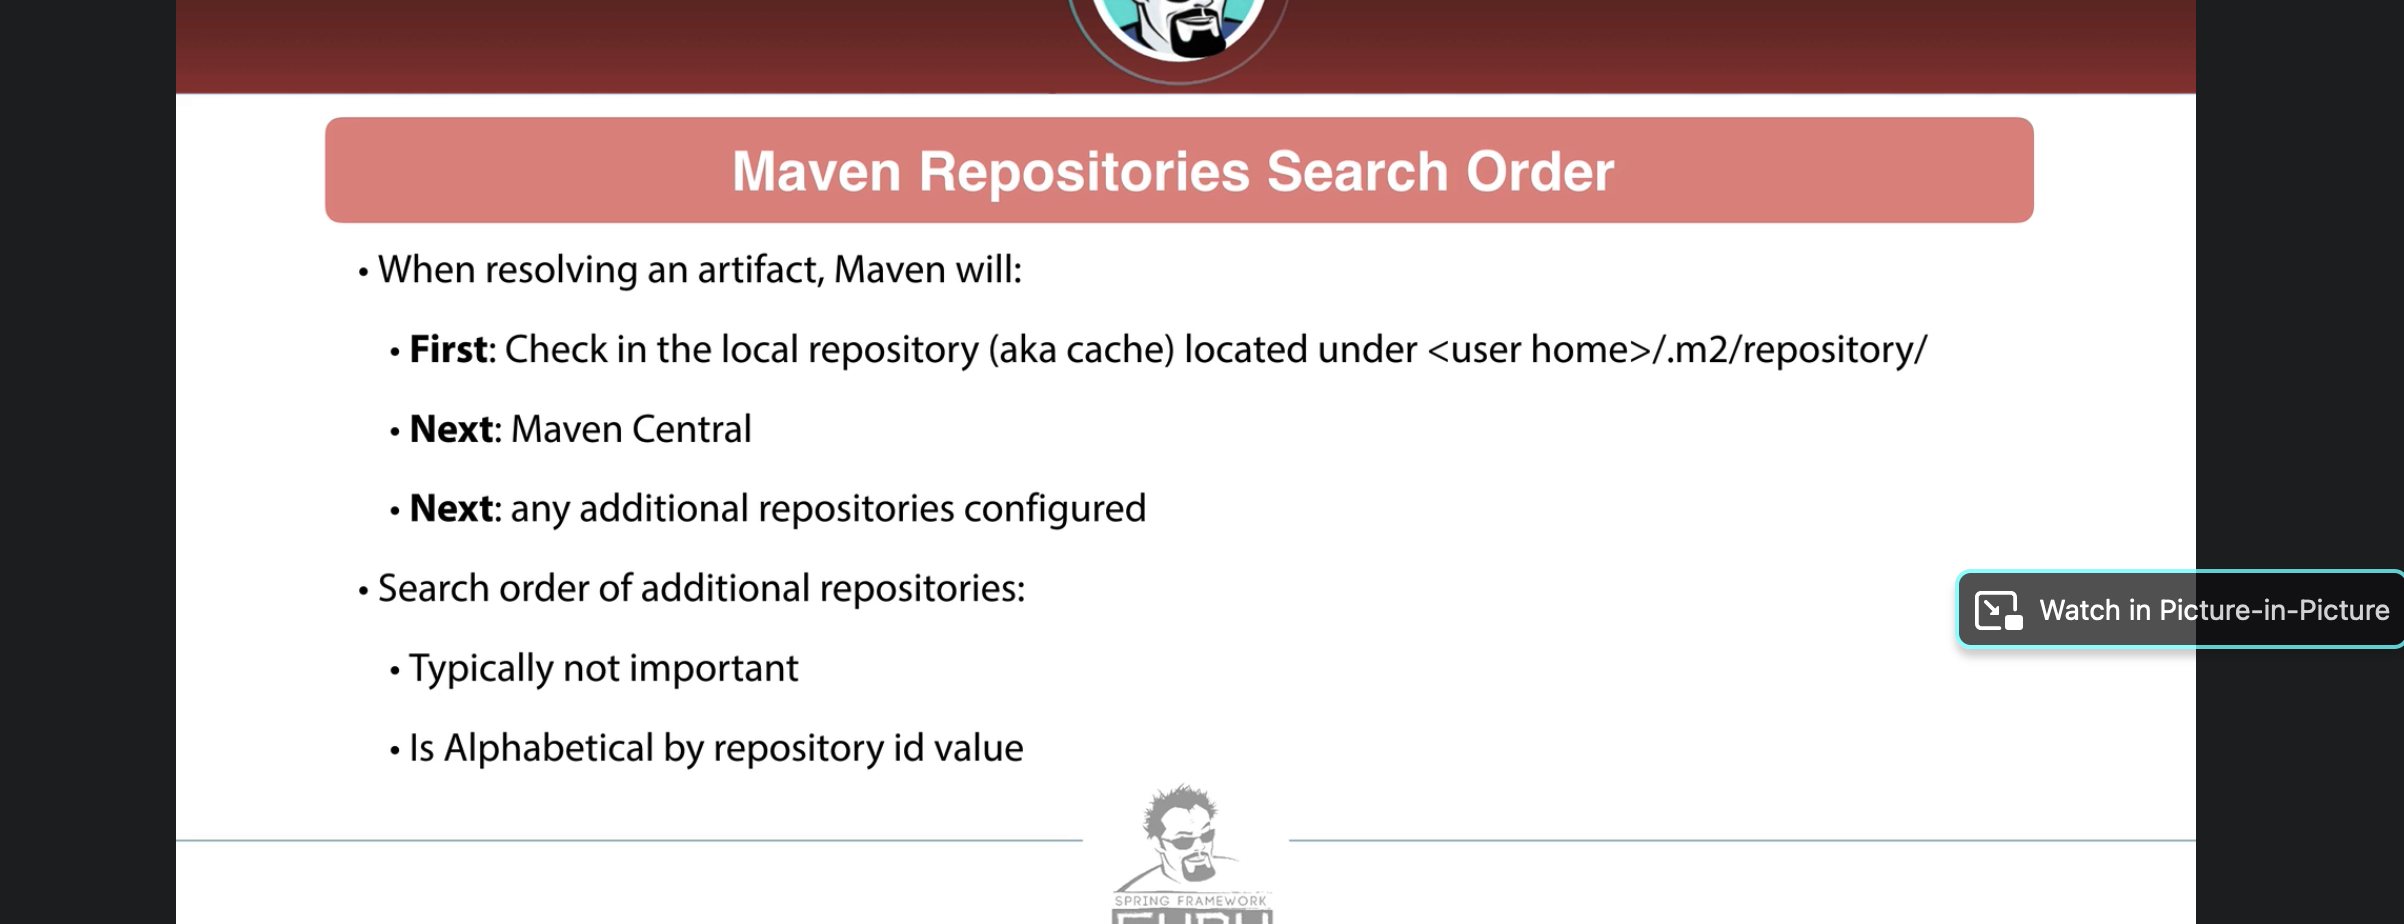 Maven Repositories Search Order
• When resolving an artifact, Maven will:
• First: Check in the local repository (aka cache) located under <user home>/.m2/repository/
• Next: Maven Central
• Next: any additional repositories configured
• Search order of additional repositories:
Watch in Picture-in-Picture
• Typically not important
• Is Alphabetical by repository id value
SPRING FRAMEWORK